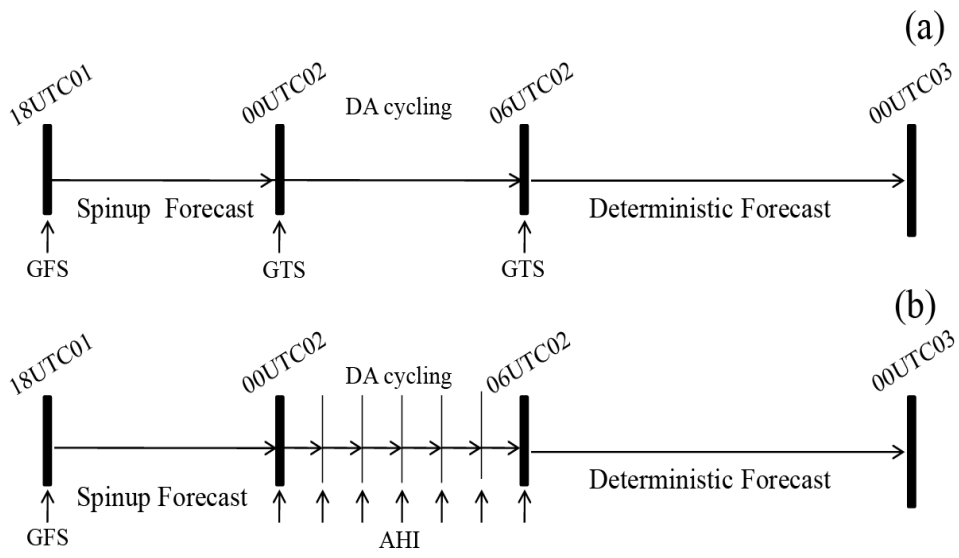 (a)
18UTC01
00UTC02
DA cycling
06UTC02
00UTC03
Spinup Forecast
Deterministic Forecast
GFS
GTS
GTS
(b)
18UTC01
00UTC02
DA cycling
06UTC02
00UTC03
Spinup Forecast
Deterministic Forecast
GFS
AHI